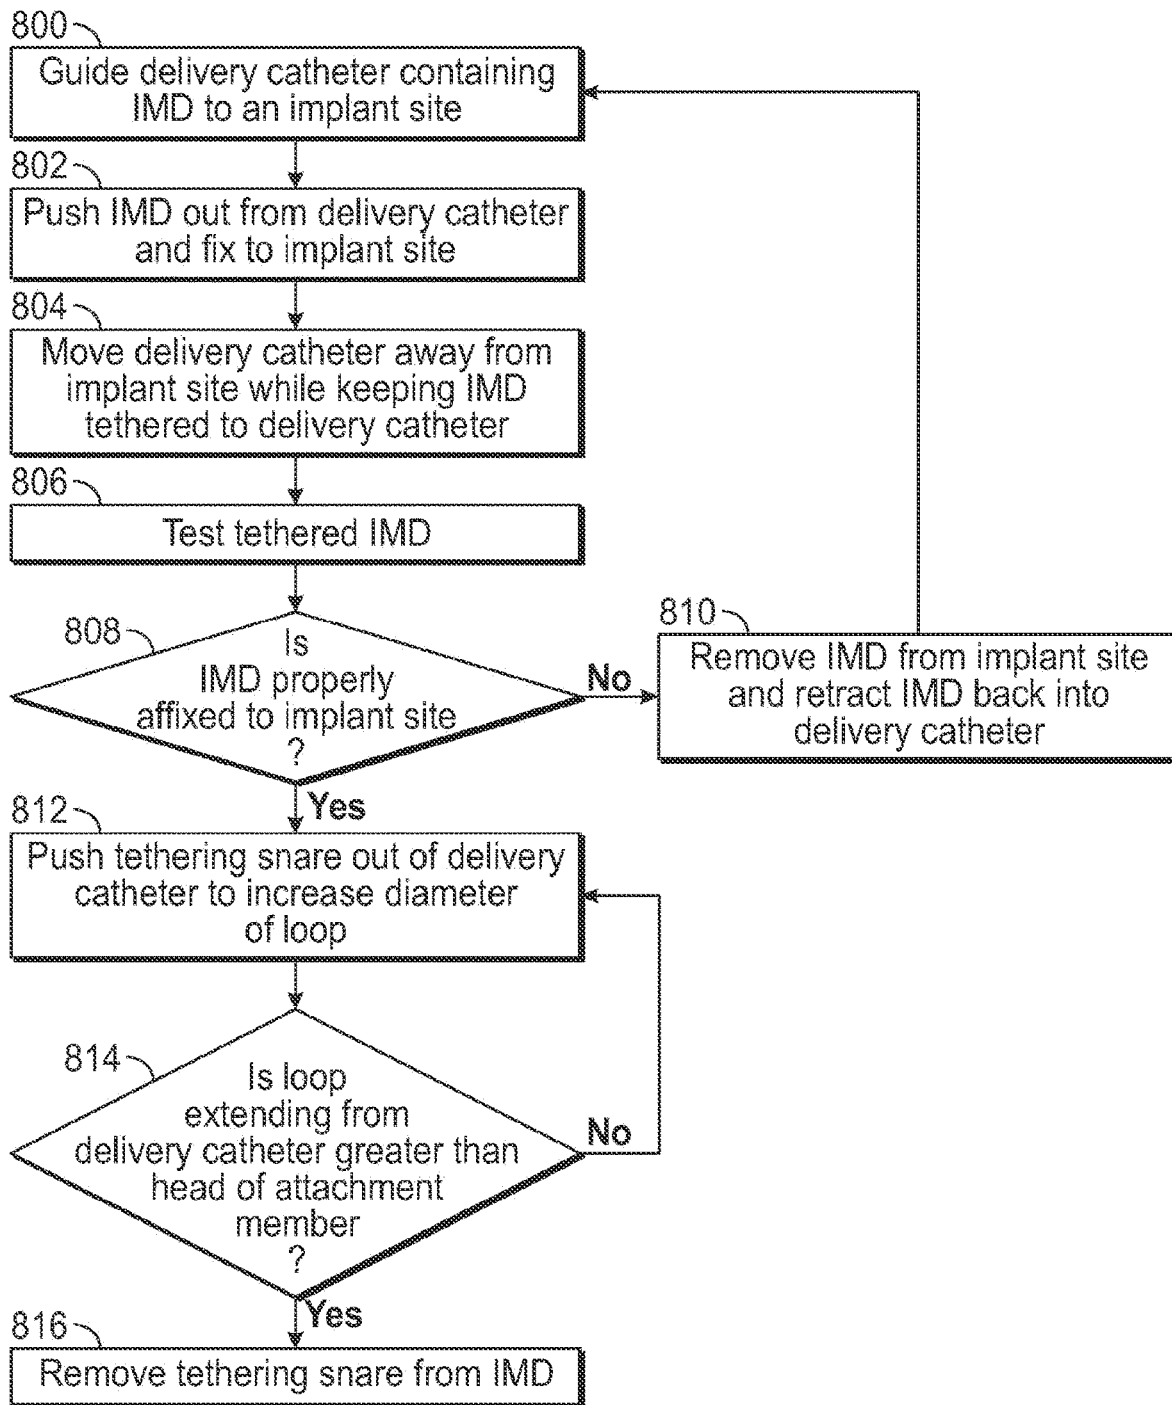 800
Guide delivery catheter containing
IMD to an implant site
802
Push IMD out from delivery catheter
and fix to implant site
804
Move delivery catheter away from
implant site while keeping IMD
tethered to delivery catheter
806
Test tethered IMD
808
Is
IMD properly
affixed to implant site
?
No
810
Remove IMD from implant site
and retract IMD back into
delivery catheter
Yes
812
Push tethering snare out of delivery
catheter to increase diameter
of loop
814
Is loop
extending from
delivery catheter greater than
head of attachment
member
?
No
Yes
816
Remove tethering snare from IMD